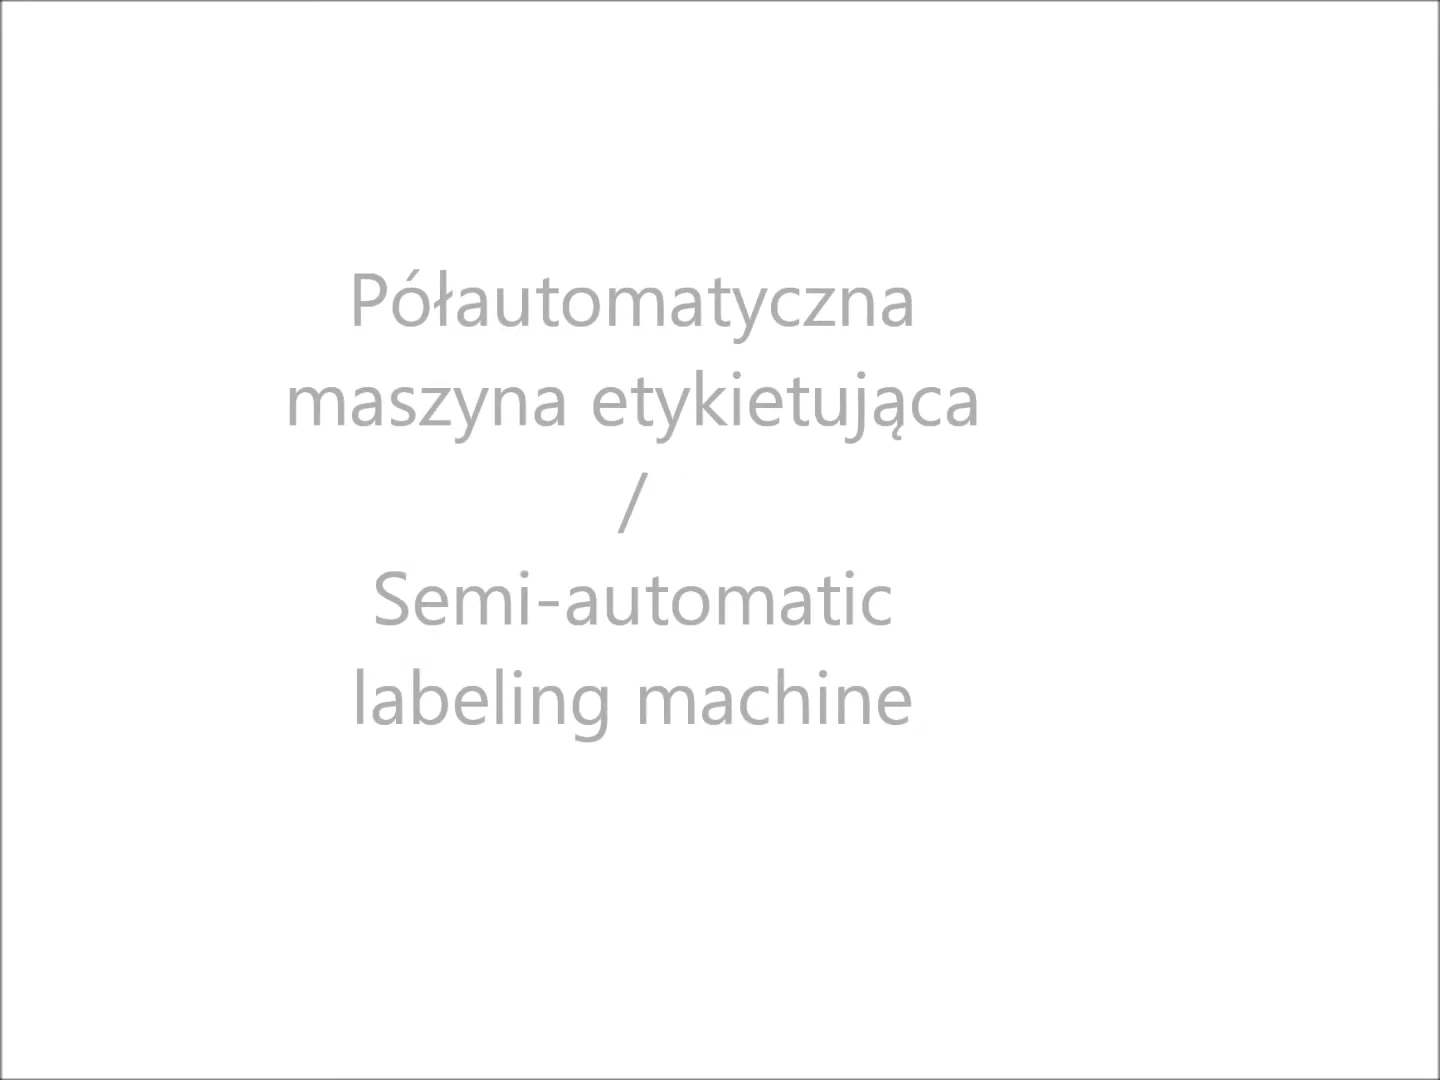 Półautomatyczna
maszyna etykietująca
/
Semi-automatic
labeling machine